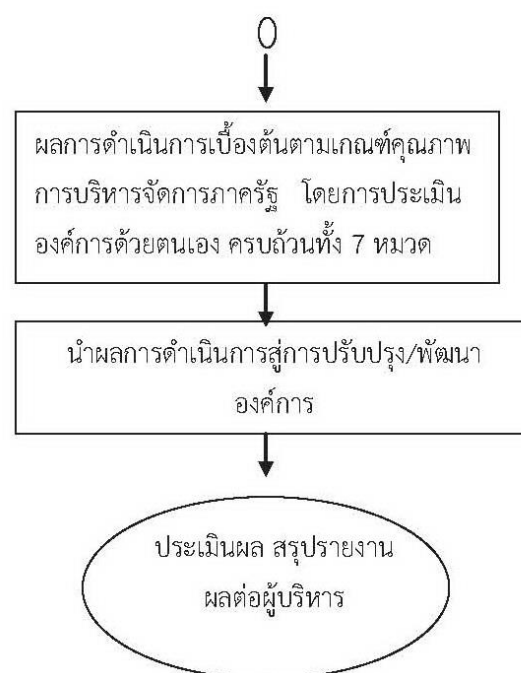 ผลการดำเนินการเบื้องต้นตามเกณฑ์คุณภาพ
การบริหารจัดการภาครัฐ โดยการประเมิน
องค์การด้วยตนเอง ครบถ้วนทั้ง 7 หมวด
นำผลการดำเนินการสู่การปรับปรุง/พัฒนา
องค์การ
ประเมินผล สรุปรายงาน
ผลต่อผู้บริหาร